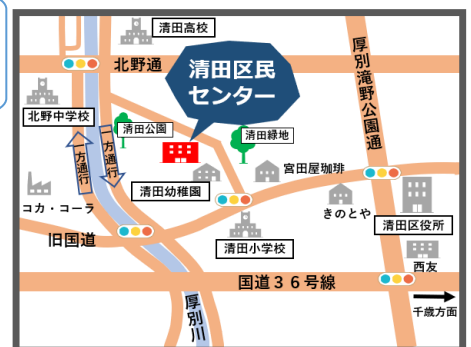 清田高校
北野通
清田区民
センター
厚別滝野公園通
北野中学校
清田公園
清田緑地
一方通行
一方通行
宮田屋珈琲
清田幼稚園
コカ・コーラ
きのとや
清田区役所
旧国道
清田小学校
西友
国道36号線
厚別川
千歳方面